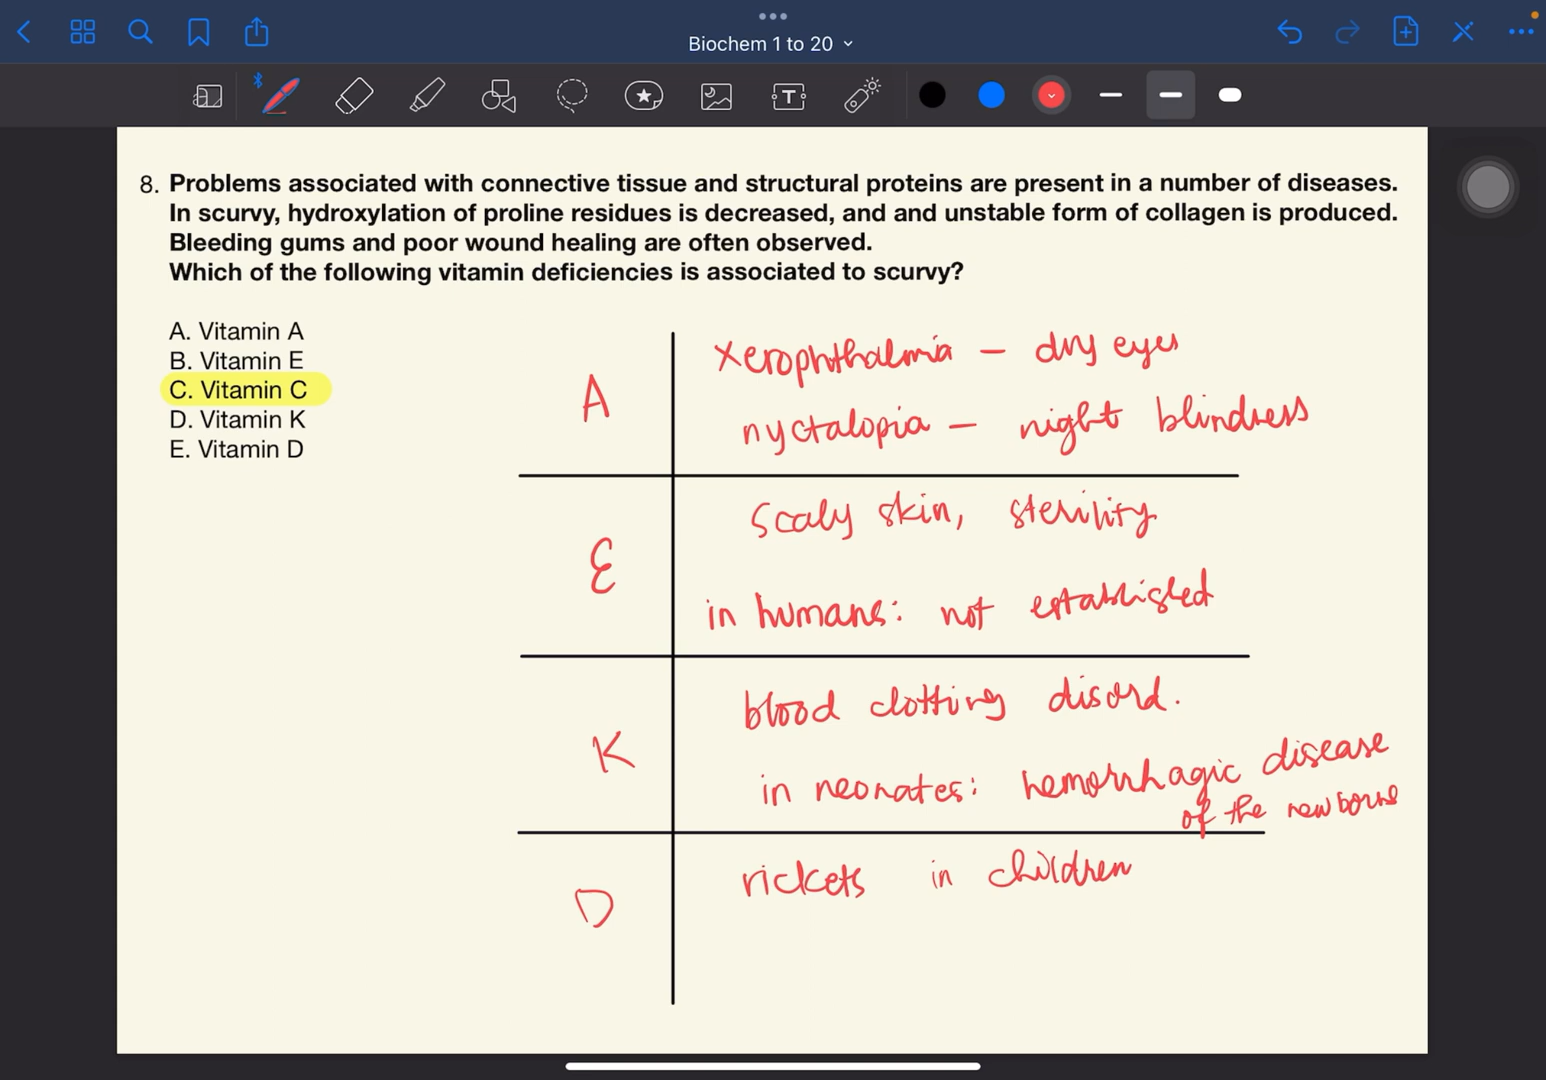 Biochem 1 to 20
T
8. Problems associated with connective tissue and structural proteins are present in a number of diseases.
In scurvy, hydroxylation of proline residues is decreased, and and unstable form of collagen is produced.
Bleeding gums and poor wound healing are often observed.
Which of the following vitamin deficiencies is associated to scurvy?
A. Vitamin A
B. Vitamin E
C. Vitamin C
D. Vitamin K
E. Vitamin D
A
xerophthalmia – dry eyes
nyctalopia – night blindness
E
scaly skin, sterility
in humans: not established
K
blood clotting disord.
in neonates: hemorrhagic disease
of the newborns
D
rickets in children